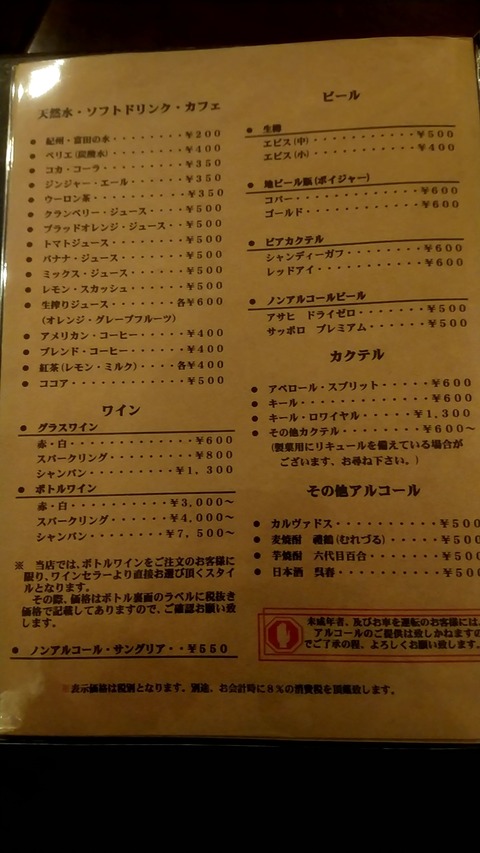 天然水・ソフトドリンク・カフェ
● 紀州・富田の水・・・・・・・・・¥200
● ペリエ(炭酸水)・・・・・・・・・¥400
● コカ・コーラ・・・・・・・・・¥350
● ジンジャー・エール・・・・・・・¥350
● ウーロン茶・・・・・・・・・・¥350
● クランベリー・ジュース・・・・・¥500
● ブラッドオレンジ・ジュース・・¥500
● トマトジュース・・・・・・・・¥500
● バナナ・ジュース・・・・・・・¥500
● ミックス・ジュース・・・・・・¥500
● レモン・スカッシュ・・・・・・¥500
● 生搾りジュース・・・・・・各¥600
(オレンジ・グレープフルーツ)
● アメリカン・コーヒー・・・・・¥400
● ブレンド・コーヒー・・・・・・¥400
● 紅茶(レモン・ミルク)・・・・各¥400
● ココア・・・・・・・・・・・¥500
ワイン
● グラスワイン
赤・白・・・・・・・・・・・・・¥600
スパークリング・・・・・・・・・¥800
シャンパン・・・・・・・・・¥1,300
● ボトルワイン
赤・白・・・・・・・・・・¥3,000~
スパークリング・・・・・・¥4,000~
シャンパン・・・・・・・・¥7,500~
※ 当店では、ボトルワインをご注文のお客様に
限り、ワインセラーより直接お選び頂くスタイ
ルとなります。
その際、価格はボトル裏面のラベルに税抜き
価格で記載してありますので、ご確認お願い致
します。
● ノンアルコール・サングリア・・¥550
ビール
● 生樽
エビス(中)・・・・・・・・・・・・¥500
エビス(小)・・・・・・・・・・・・¥400
● 地ビール瓶(ボイジャー)
コパー・・・・・・・・・・・・・¥600
ゴールド・・・・・・・・・・・・¥600
● ビアカクテル
シャンディーガフ・・・・・・・・¥600
レッドアイ・・・・・・・・・・・¥600
● ノンアルコールビール
アサヒ ドライゼロ・・・・・・・¥500
サッポロ プレミアム・・・・・・¥500
カクテル
● アペロール・スプリット・・・・・¥600
● キール・・・・・・・・・・・・¥600
● キール・ロワイヤル・・・・・¥1,300
● その他カクテル・・・・・・・¥600~
(製菓用にリキュールを備えている場合が
ございます、お尋ね下さい。)
その他アルコール
● カルヴァドス・・・・・・・・・・¥500
● 麦焼酎 (むれづる)・・・・・・¥500
● 芋焼酎 六代目百合・・・・・・・¥500
● 日本酒 呉春・・・・・・・・・・¥500
未成年者、及びお車を運転のお客様には、
アルコールのご提供は致しかねますの
でご了承の程、よろしくお願い致します。
※表示価格は税別となります。別途、お会計時に8%の消費税を頂戴致します。